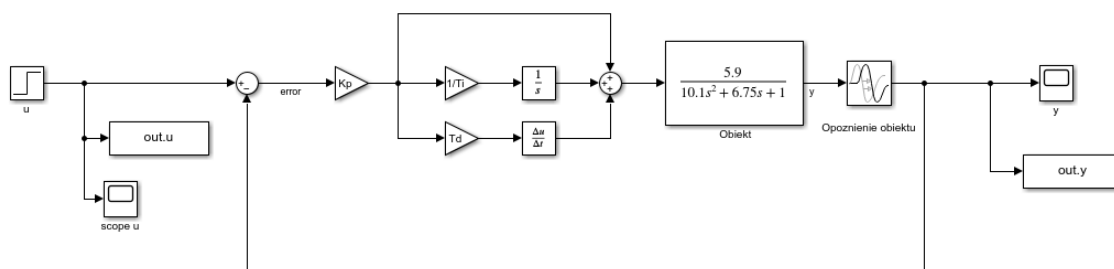 u
out.u
scope u
+
−
error
Kp
1/Ti
1
s
Td
Δu
Δt
+
+
+
5.9
10.1s² + 6.75s + 1
Obiekt
y
Opoznienie obiektu
y
out.y